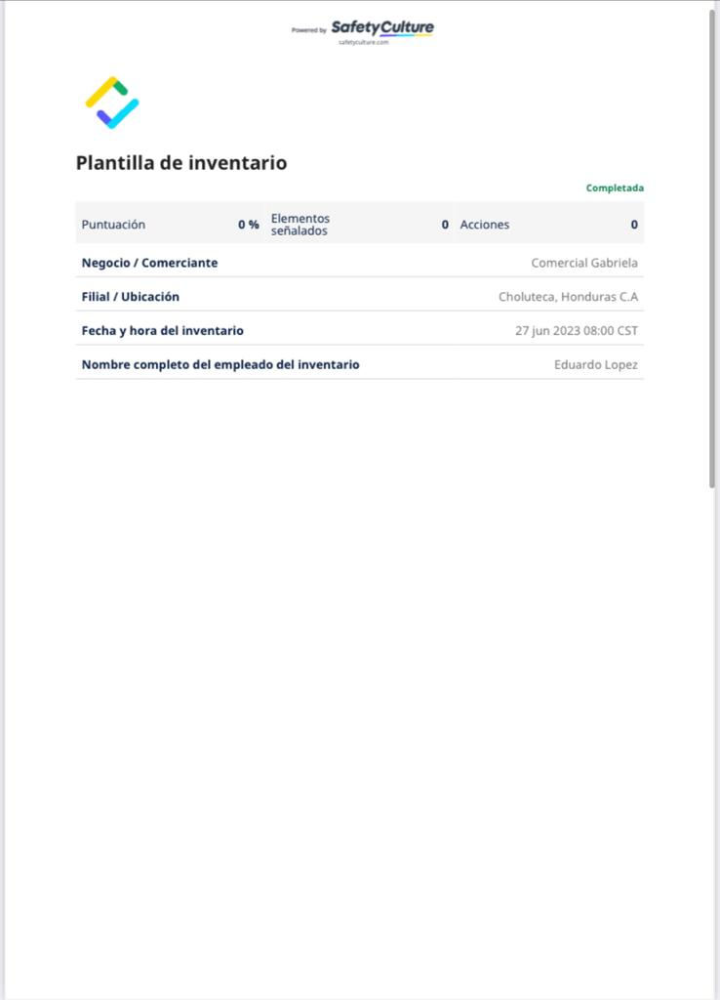 Powered by SafetyCulture
safetyculture.com
Plantilla de inventario
Completada
Puntuación 0 % Elementos señalados 0 Acciones 0
Negocio / Comerciante Comercial Gabriela
Filial / Ubicación Choluteca, Honduras C.A
Fecha y hora del inventario 27 jun 2023 08:00 CST
Nombre completo del empleado del inventario Eduardo Lopez